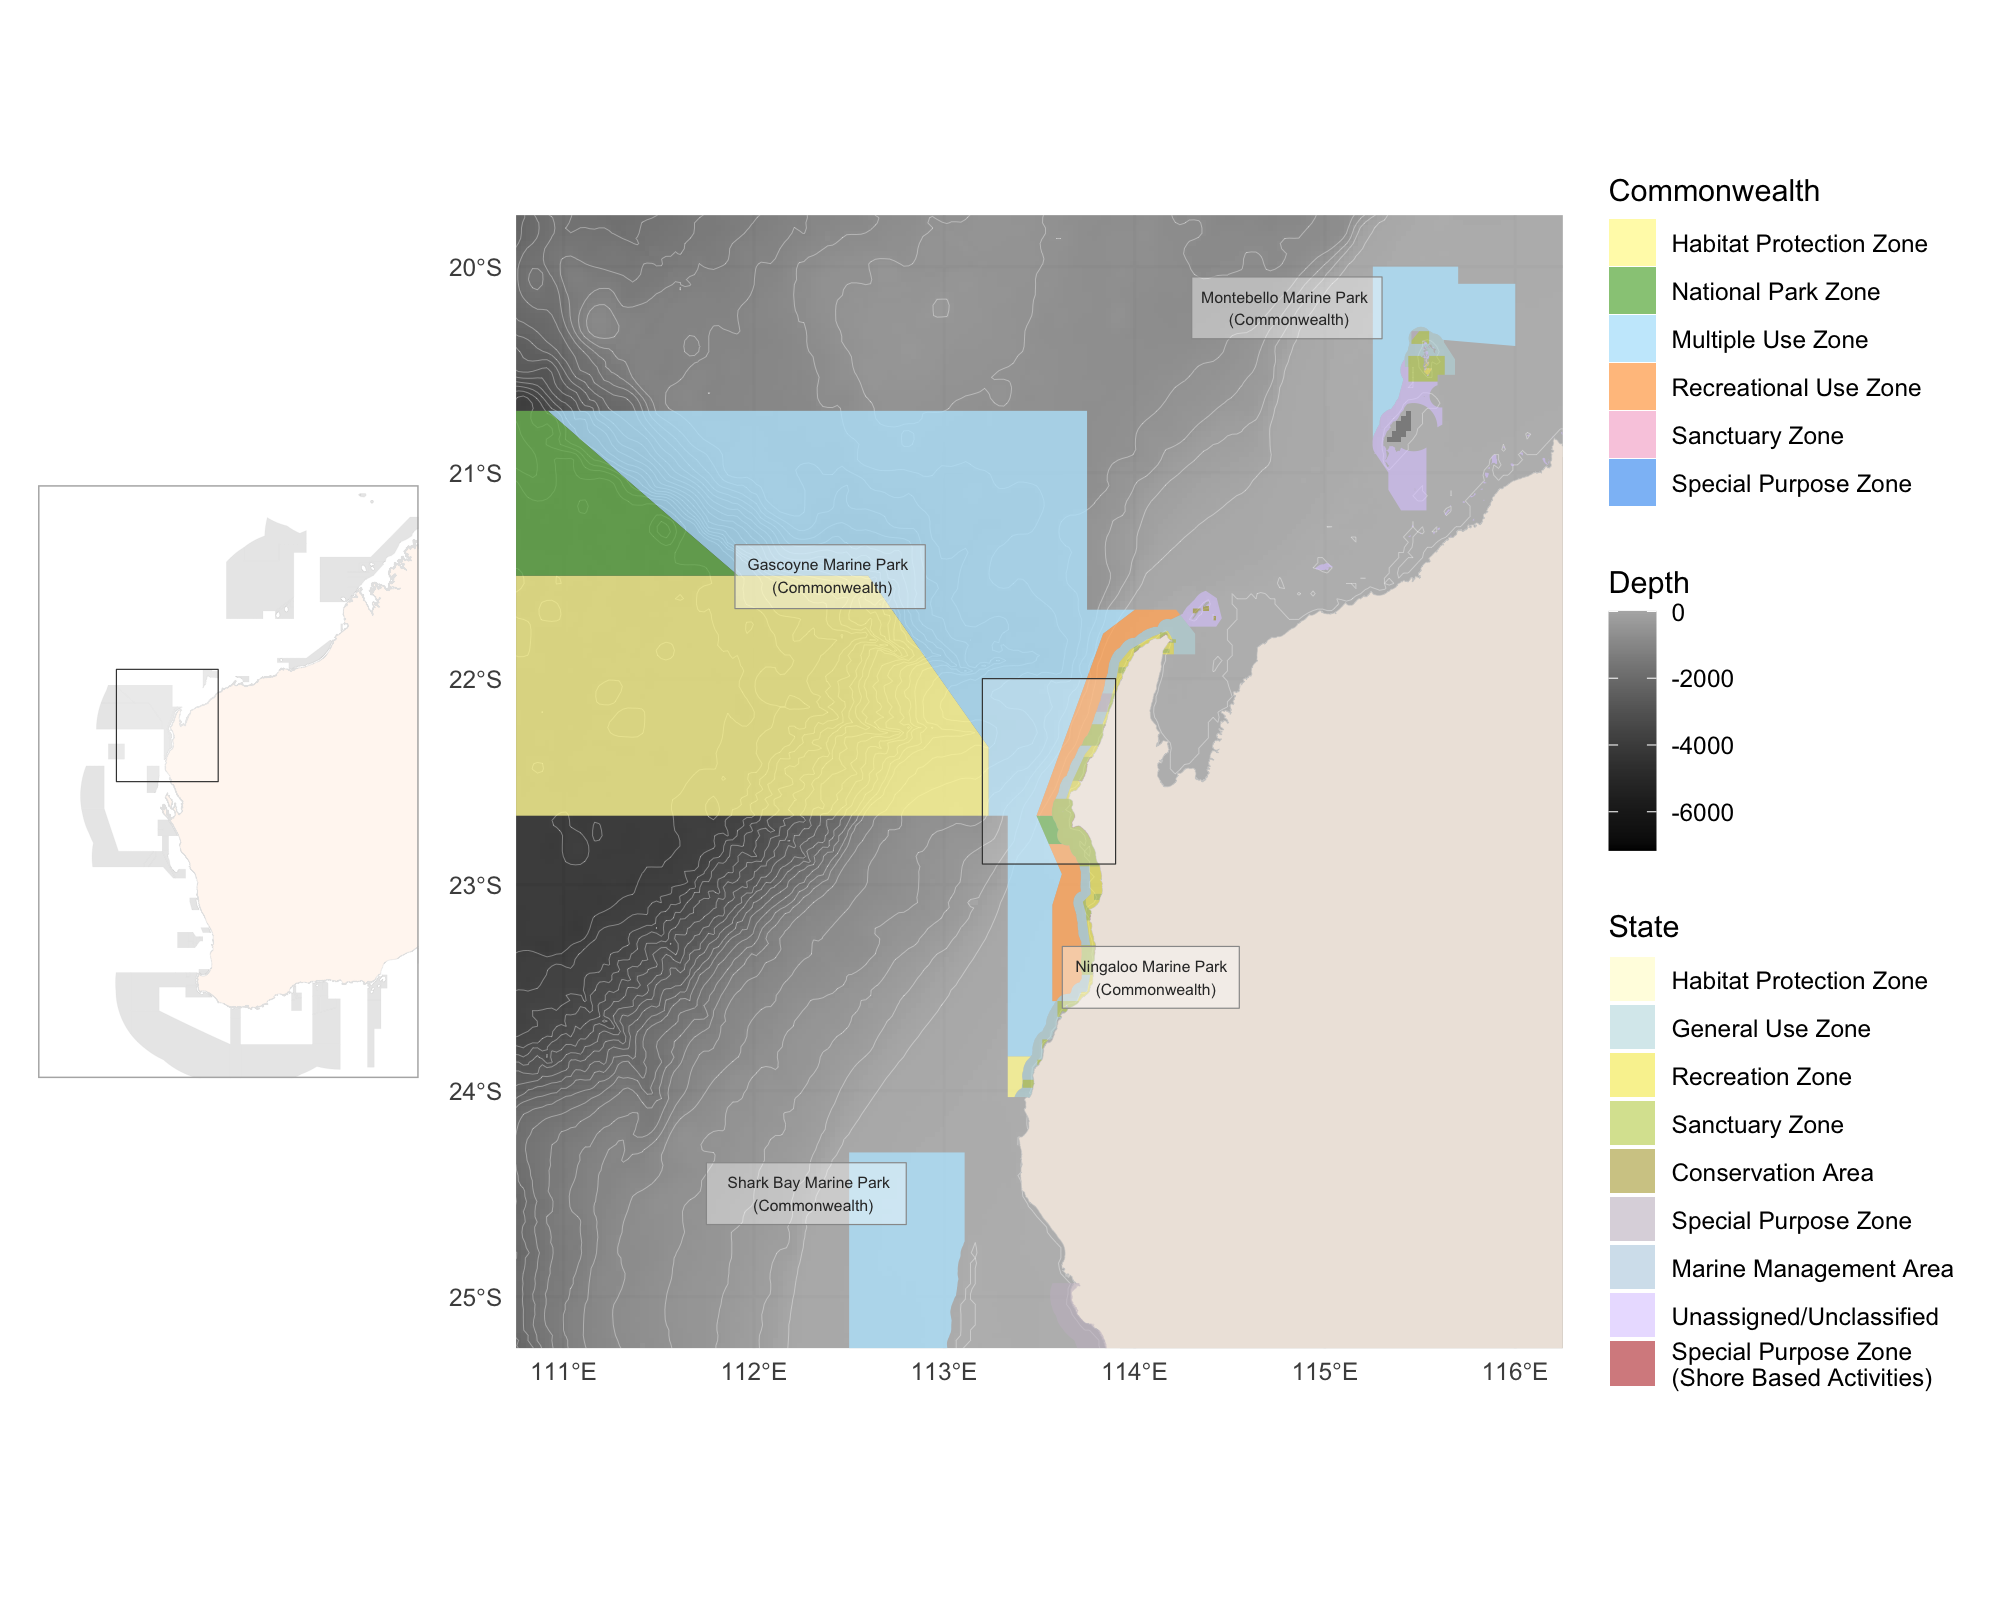 Commonwealth
Habitat Protection Zone
National Park Zone
Multiple Use Zone
Recreational Use Zone
Sanctuary Zone
Special Purpose Zone
Depth
0
-2000
-4000
-6000
State
Habitat Protection Zone
General Use Zone
Recreation Zone
Sanctuary Zone
Conservation Area
Special Purpose Zone
Marine Management Area
Unassigned/Unclassified
Special Purpose Zone
(Shore Based Activities)
20°S
21°S
22°S
23°S
24°S
25°S
111°E
112°E
113°E
114°E
115°E
116°E
Montebello Marine Park
(Commonwealth)
Gascoyne Marine Park
(Commonwealth)
Ningaloo Marine Park
(Commonwealth)
Shark Bay Marine Park
(Commonwealth)